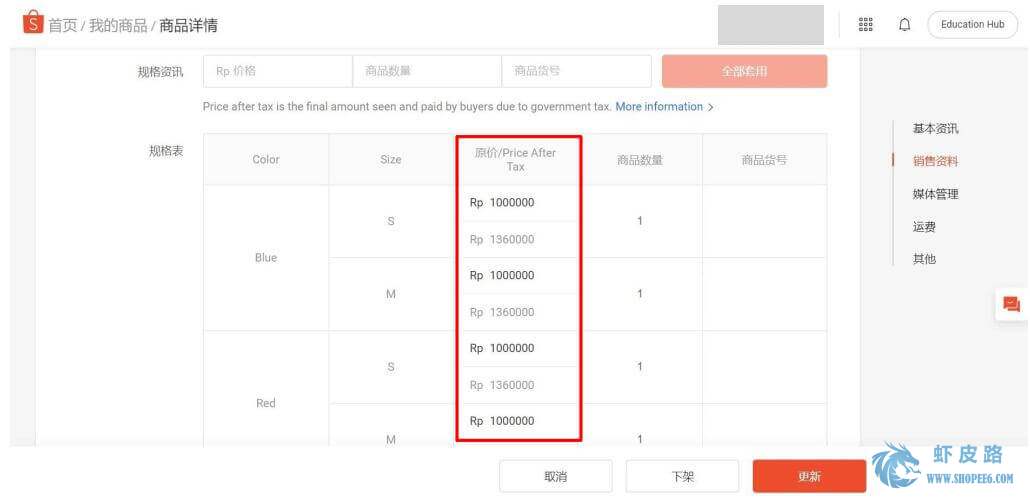 首页 / 我的商品 / 商品详情
Education Hub
规格资讯
Rp 价格
商品数量
商品货号
全部套用
Price after tax is the final amount seen and paid by buyers due to government tax. More information >
规格表
Color
Size
原价/Price After
Tax
商品数量
商品货号
Blue
S
Rp 1000000
Rp 1360000
1
M
Rp 1000000
Rp 1360000
1
Red
S
Rp 1000000
Rp 1360000
1
M
Rp 1000000
1
基本资讯
销售资料
媒体管理
运费
其他
取消
下架
更新
虾皮路
WWW.SHOPEE6.COM